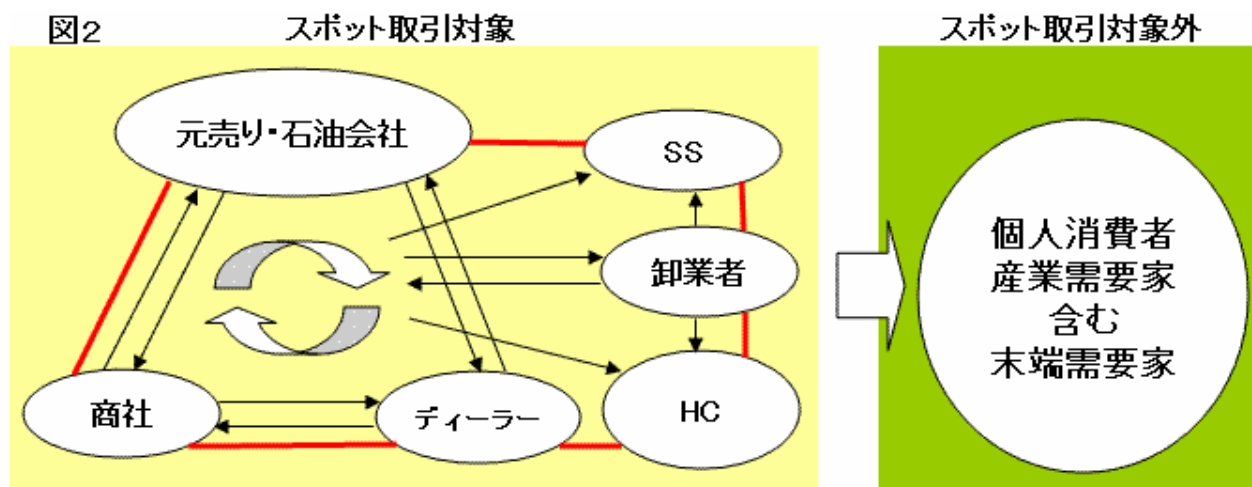 図2
スポット取引対象
スポット取引対象外
元売り・石油会社
SS
卸業者
商社
ディーラー
HC
個人消費者
産業需要家
含む
末端需要家